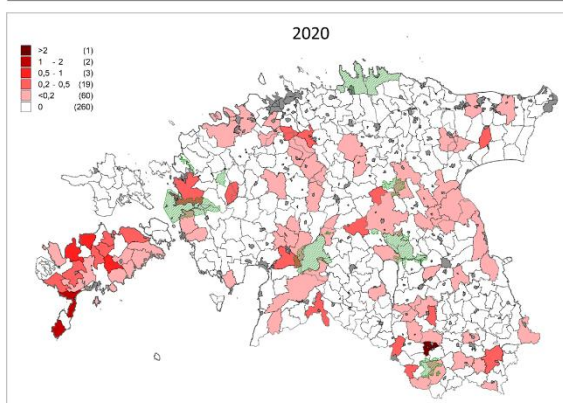 2020
>2 (1)
1 - 2 (2)
0,5 - 1 (3)
0,2 - 0,5 (19)
<0,2 (60)
0 (260)